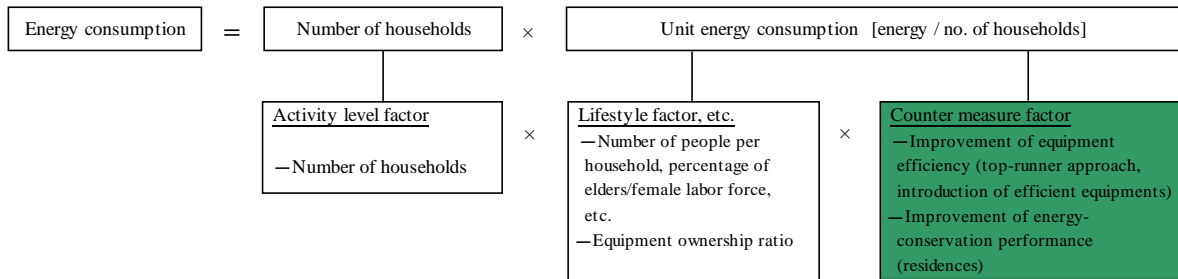 Energy consumption = Number of households × Unit energy consumption [energy / no. of households]
Activity level factor
—Number of households
×
Lifestyle factor, etc.
—Number of people per
household, percentage of
elders/female labor force,
etc.
—Equipment ownership ratio
×
Counter measure factor
—Improvement of equipment
efficiency (top-runner approach,
introduction of efficient equipments)
—Improvement of energy-
conservation performance
(residences)